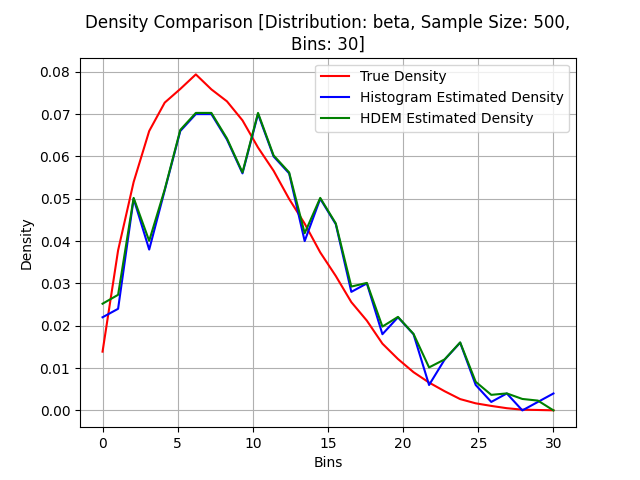 Density Comparison [Distribution: beta, Sample Size: 500,
Bins: 30]
True Density
Histogram Estimated Density
HDEM Estimated Density
Density
0.08
0.07
0.06
0.05
0.04
0.03
0.02
0.01
0.00
0 5 10 15 20 25 30
Bins